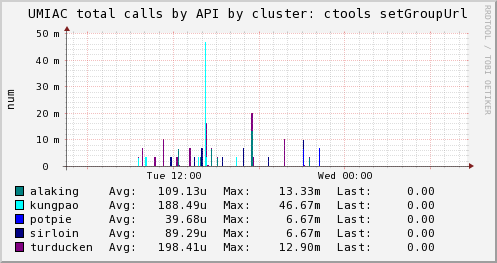 UMIAC total calls by API by cluster: ctools setGroupUrl
RRDTOOL / TOBI OETIKER
num
50 m
40 m
30 m
20 m
10 m
0
Tue 12:00 Wed 00:00
alaking Avg: 109.13u Max: 13.33m Last: 0.00
kungpao Avg: 188.49u Max: 46.67m Last: 0.00
potpie Avg: 39.68u Max: 6.67m Last: 0.00
sirloin Avg: 89.29u Max: 6.67m Last: 0.00
turducken Avg: 198.41u Max: 12.90m Last: 0.00